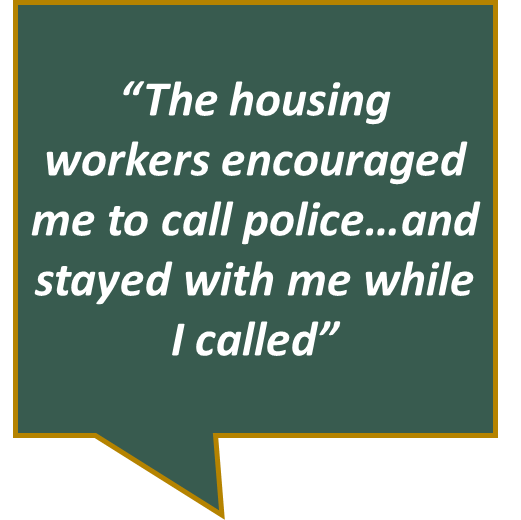 “The housing
workers encouraged
me to call police…and
stayed with me while
I called”